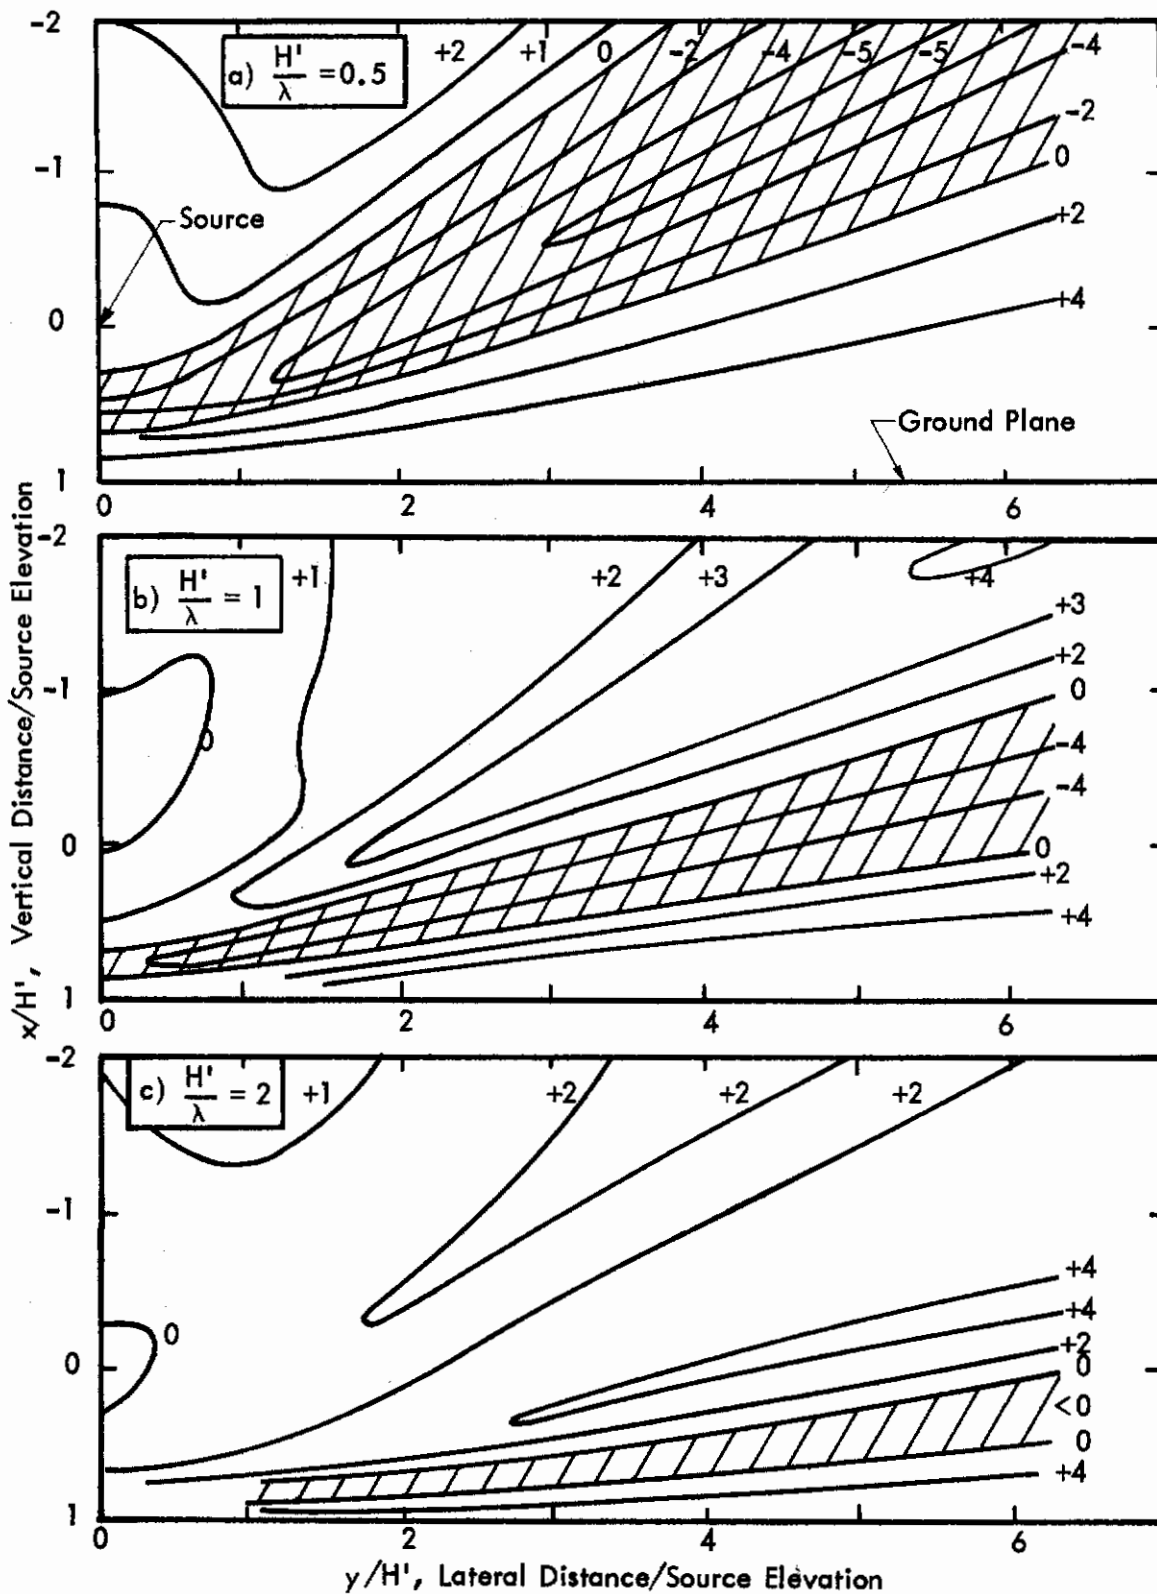 -2
a) H'/λ = 0.5
+2 +1 0 -2 -4 -5 -5 -4
-2
-1
0
Source
+2
0
+4
Ground Plane
1
0 2 4 6
-2
b) H'/λ = 1
+1 +2 +3 +4
+3
+2
-1
0
0
-4
-4
0
0
+2
+4
1
0 2 4 6
-2
c) H'/λ = 2
+1 +2 +2 +2
-1
+4
0
+4
0
+2
0
<0
0
+4
1
0 2 4 6
x/H', Vertical Distance/Source Elevation
y/H', Lateral Distance/Source Elevation